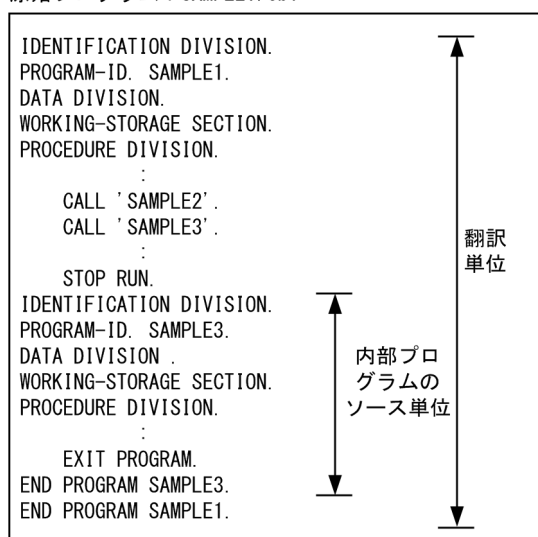 IDENTIFICATION DIVISION.
PROGRAM-ID. SAMPLE1.
DATA DIVISION.
WORKING-STORAGE SECTION.
PROCEDURE DIVISION.
:
CALL 'SAMPLE2'.
CALL 'SAMPLE3'.
:
STOP RUN.
IDENTIFICATION DIVISION.
PROGRAM-ID. SAMPLE3.
DATA DIVISION .
WORKING-STORAGE SECTION.
PROCEDURE DIVISION.
:
EXIT PROGRAM.
END PROGRAM SAMPLE3.
END PROGRAM SAMPLE1.
内部プロ
グラムの
ソース単位
翻訳
単位